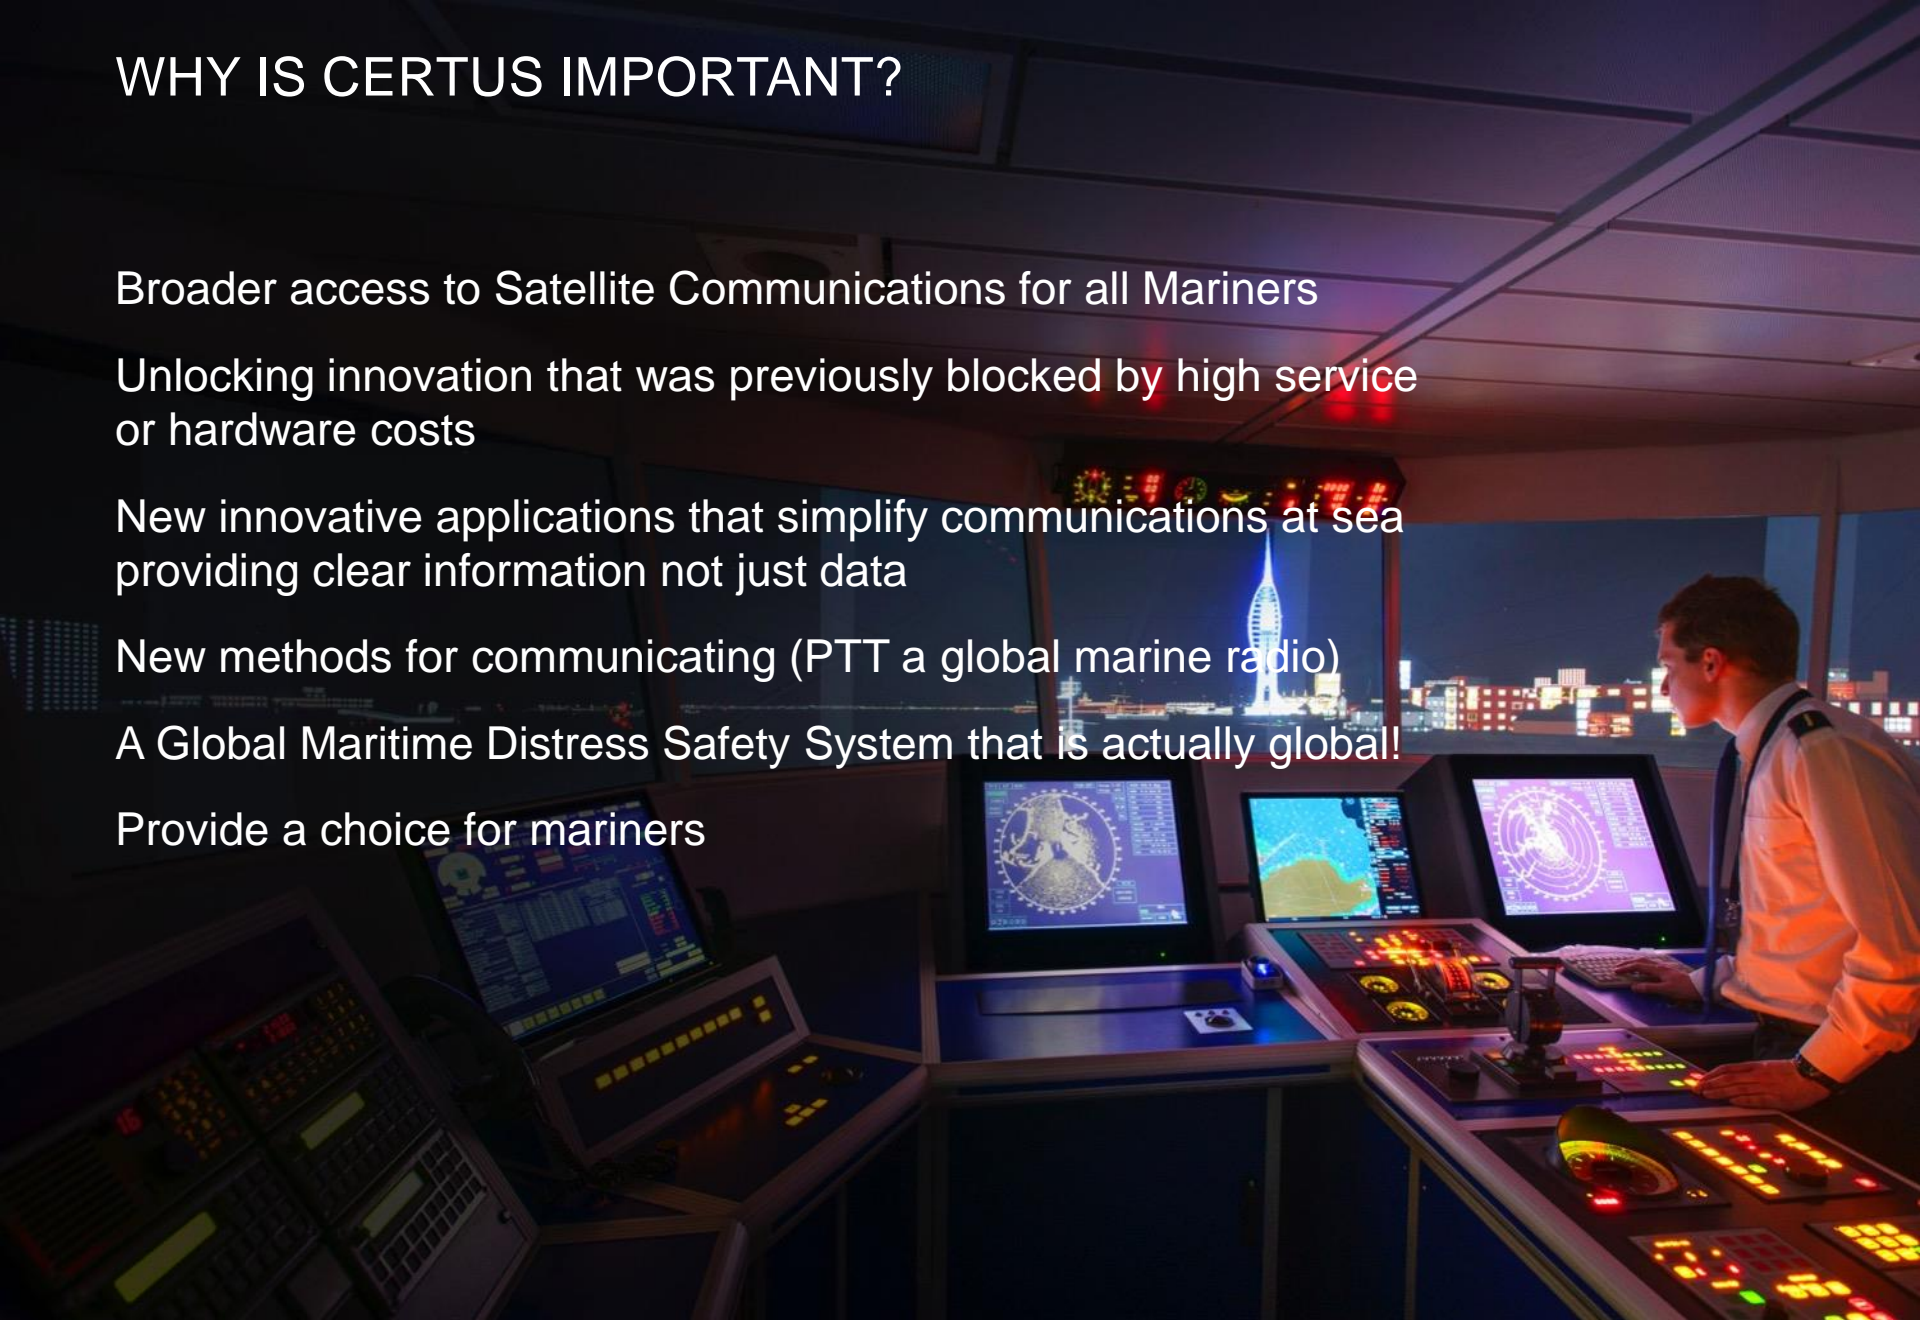 WHY IS CERTUS IMPORTANT?
Broader access to Satellite Communications for all Mariners
Unlocking innovation that was previously blocked by high service
or hardware costs
New innovative applications that simplify communications at sea
providing clear information not just data
New methods for communicating (PTT a global marine radio)
A Global Maritime Distress Safety System that is actually global!
Provide a choice for mariners